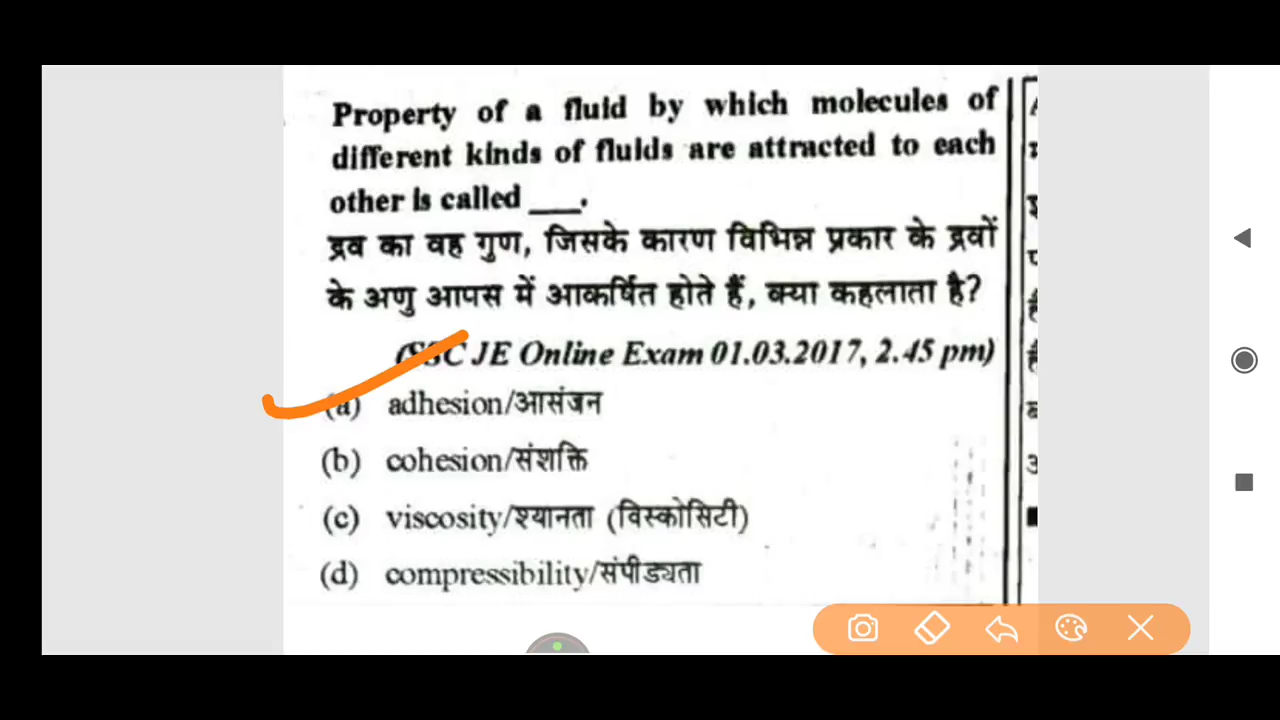 Property of a fluid by which molecules of
different kinds of fluids are attracted to each
other is called ___.
द्रव का वह गुण, जिसके कारण विभिन्न प्रकार के द्रवों
के अणु आपस में आकर्षित होते हैं, क्या कहलाता है?
(SSC JE Online Exam 01.03.2017, 2.45 pm)
(a) adhesion/आसंजन
(b) cohesion/संशक्ति
(c) viscosity/श्यानता (विस्कोसिटी)
(d) compressibility/संपीड्यता